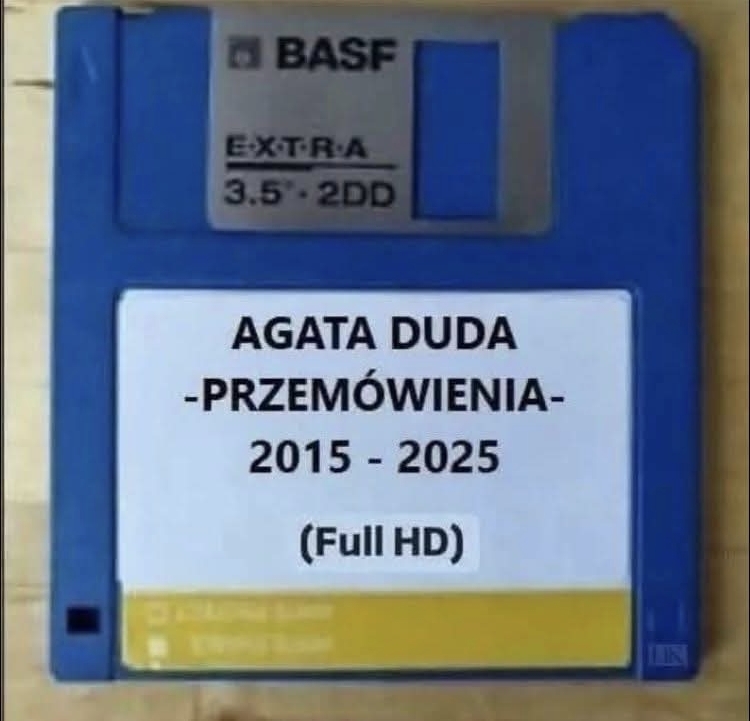 BASF
E·X·T·R·A
3.5"·2DD
AGATA DUDA
-PRZEMÓWIENIA-
2015 - 2025
(Full HD)